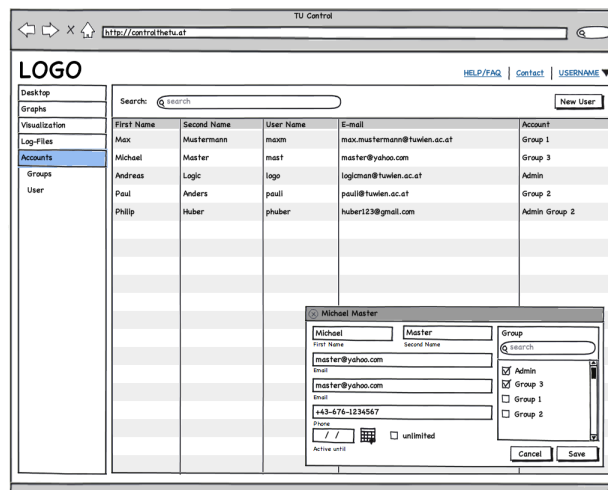 TU Control
http://controlthetu.at
LOGO
HELP/FAQ Contact USERNAME
Desktop
Graphs
Visualization
Log-Files
Accounts
Groups
User
Search: search New User
First Name Second Name User Name E-mail Account
Max Mustermann maxm max.mustermann@tuwien.ac.at Group 1
Michael Master mast master@yahoo.com Group 3
Andreas Logic logo logicman@tuwien.ac.at Admin
Paul Anders pauli pauli@tuwien.ac.at Group 2
Philip Huber phuber huber123@gmail.com Admin Group 2
Michael Master
Michael Master
First Name Second Name
master@yahoo.com
Email
master@yahoo.com
Email
+43-676-1234567
Phone
/ / unlimited
Active until
Group
search
Admin
Group 3
Group 1
Group 2
Cancel Save